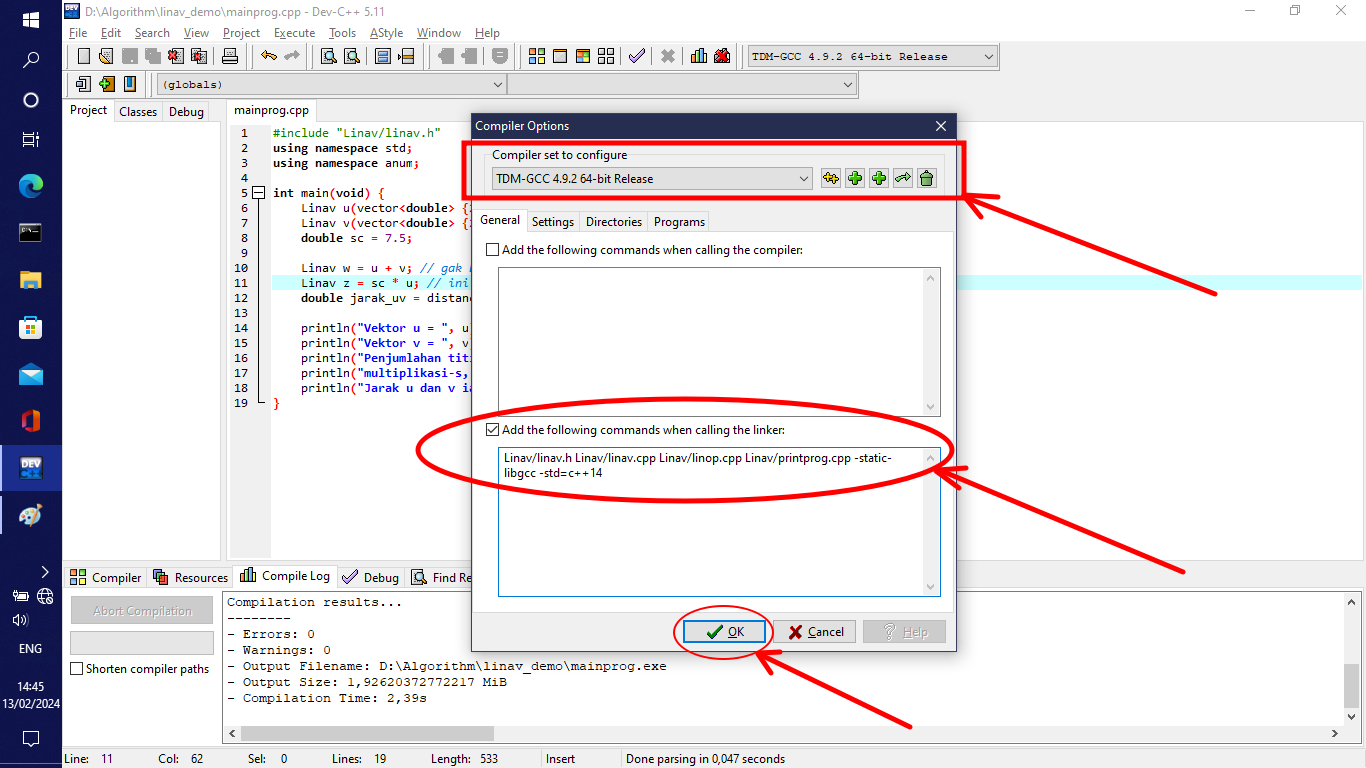 D:\Algorithm\linav_demo\mainprog.cpp - Dev-C++ 5.11
File Edit Search View Project Execute Tools AStyle Window Help
TDM-GCC 4.9.2 64-bit Release
(globals)
Project Classes Debug
mainprog.cpp
1 #include "Linav/linav.h"
2 using namespace std;
3 using namespace anum;
4
5 int main(void) {
6 Linav u(vector<double> {
7 Linav v(vector<double> {
8 double sc = 7.5;
9
10 Linav w = u + v; // gak
11 Linav z = sc * u; // ini
12 double jarak_uv = distan
13
14 println("Vektor u = ", u
15 println("Vektor v = ", v
16 println("Penjumlahan tit
17 println("multiplikasi-s,
18 println("Jarak u dan v i
19 }
Compiler Options
Compiler set to configure
TDM-GCC 4.9.2 64-bit Release
General Settings Directories Programs
Add the following commands when calling the compiler:
Add the following commands when calling the linker:
Linav/linav.h Linav/linav.cpp Linav/linop.cpp Linav/printprog.cpp -static-
libgcc -std=c++14
OK Cancel Help
Compiler Resources Compile Log Debug Find Re
Abort Compilation
Shorten compiler paths
Compilation results...
--------
- Errors: 0
- Warnings: 0
- Output Filename: D:\Algorithm\linav_demo\mainprog.exe
- Output Size: 1,92620372772217 MiB
- Compilation Time: 2,39s
Line: 11 Col: 62 Sel: 0 Lines: 19 Length: 533 Insert Done parsing in 0,047 seconds
DEV
ENG
14:45
13/02/2024